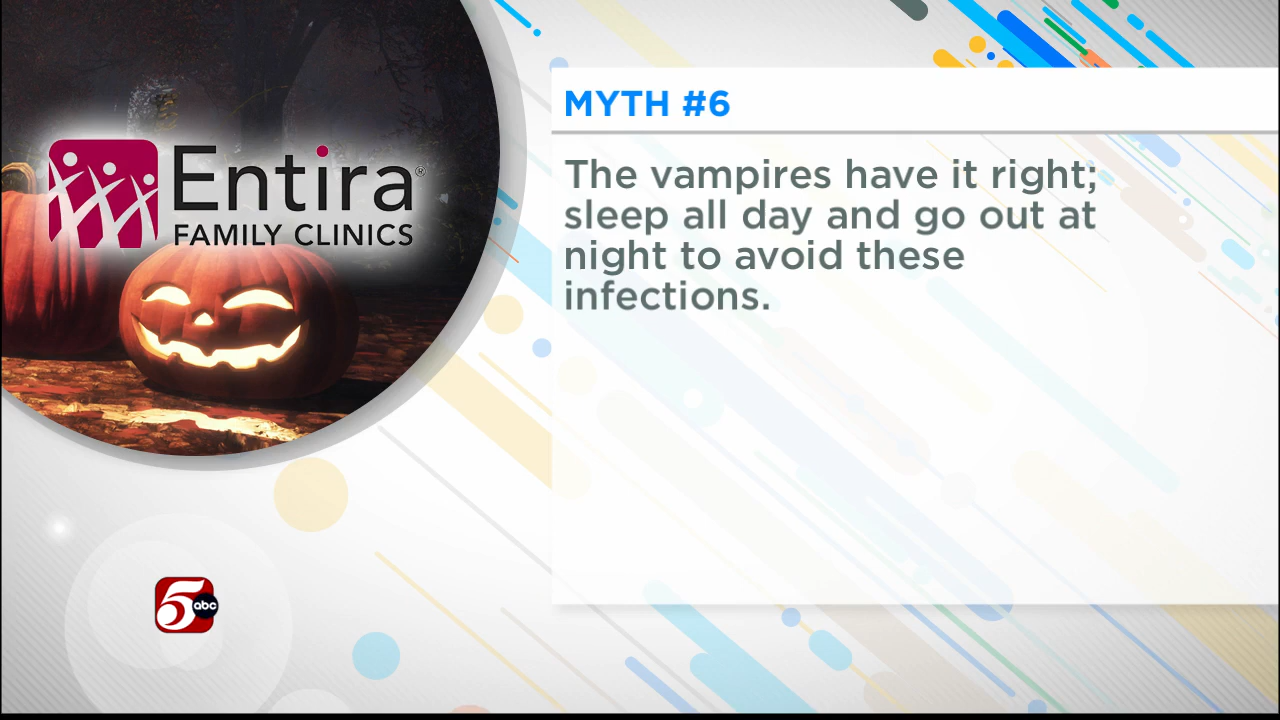 Entira®
FAMILY CLINICS
MYTH #6
The vampires have it right;
sleep all day and go out at
night to avoid these
infections.
5 abc